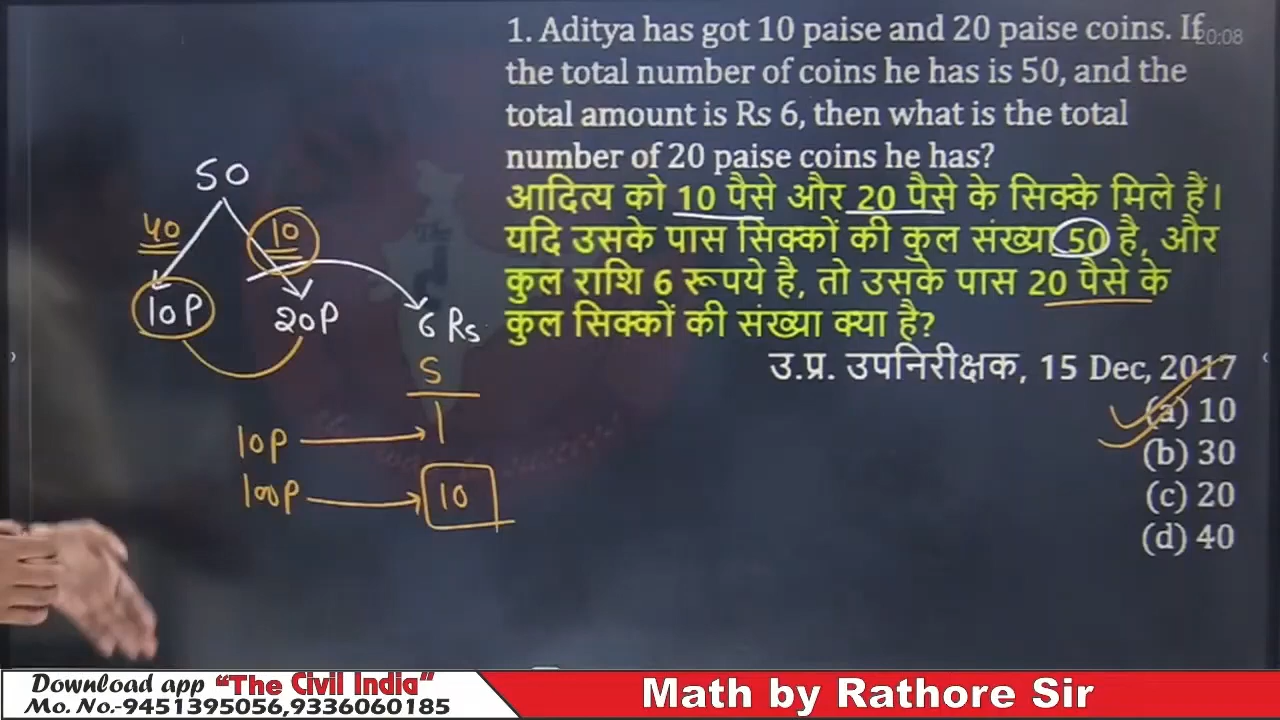 1. Aditya has got 10 paise and 20 paise coins. If
20:08
the total number of coins he has is 50, and the
total amount is Rs 6, then what is the total
number of 20 paise coins he has?
आदित्य को 10 पैसे और 20 पैसे के सिक्के मिले हैं।
यदि उसके पास सिक्कों की कुल संख्या 50 है, और
कुल राशि 6 रूपये है, तो उसके पास 20 पैसे के
कुल सिक्कों की संख्या क्या है?
उ.प्र. उपनिरीक्षक, 15 Dec, 2017
(a) 10
(b) 30
(c) 20
(d) 40
50
40 10
10P 20P 6 Rs
5
10P 1
100P 10
Download app "The Civil India"
Mo. No.-9451395056,9336060185
Math by Rathore Sir